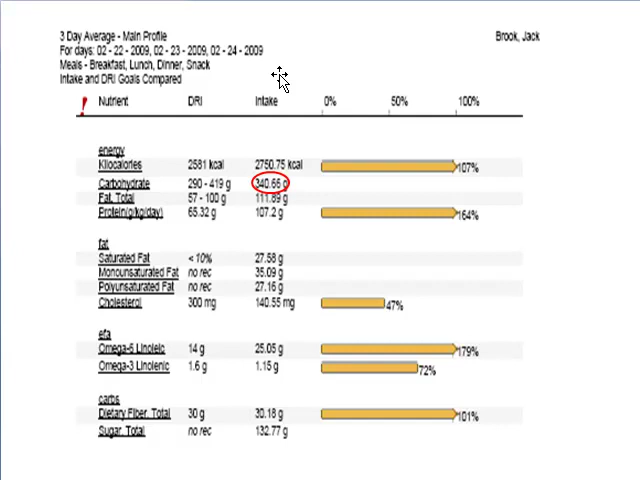 3 Day Average - Main Profile Brook, Jack
For days: 02 - 22 - 2009, 02 - 23 - 2009, 02 - 24 - 2009
Meals - Breakfast, Lunch, Dinner, Snack
Intake and DRI Goals Compared
! Nutrient DRI Intake 0% 50% 100%
energy
Kilocalories 2581 kcal 2750.75 kcal 107%
Carbohydrate 290 - 419 g 340.66 g
Fat, Total 57 - 100 g 111.89 g
Protein(g/kg/day) 65.32 g 107.2 g 164%
fat
Saturated Fat < 10% 27.58 g
Monounsaturated Fat no rec 35.09 g
Polyunsaturated Fat no rec 27.16 g
Cholesterol 300 mg 140.55 mg 47%
efa
Omega-6 Linoleic 14 g 25.05 g 179%
Omega-3 Linolenic 1.6 g 1.15 g 72%
carbs
Dietary Fiber, Total 30 g 30.18 g 101%
Sugar, Total no rec 132.77 g